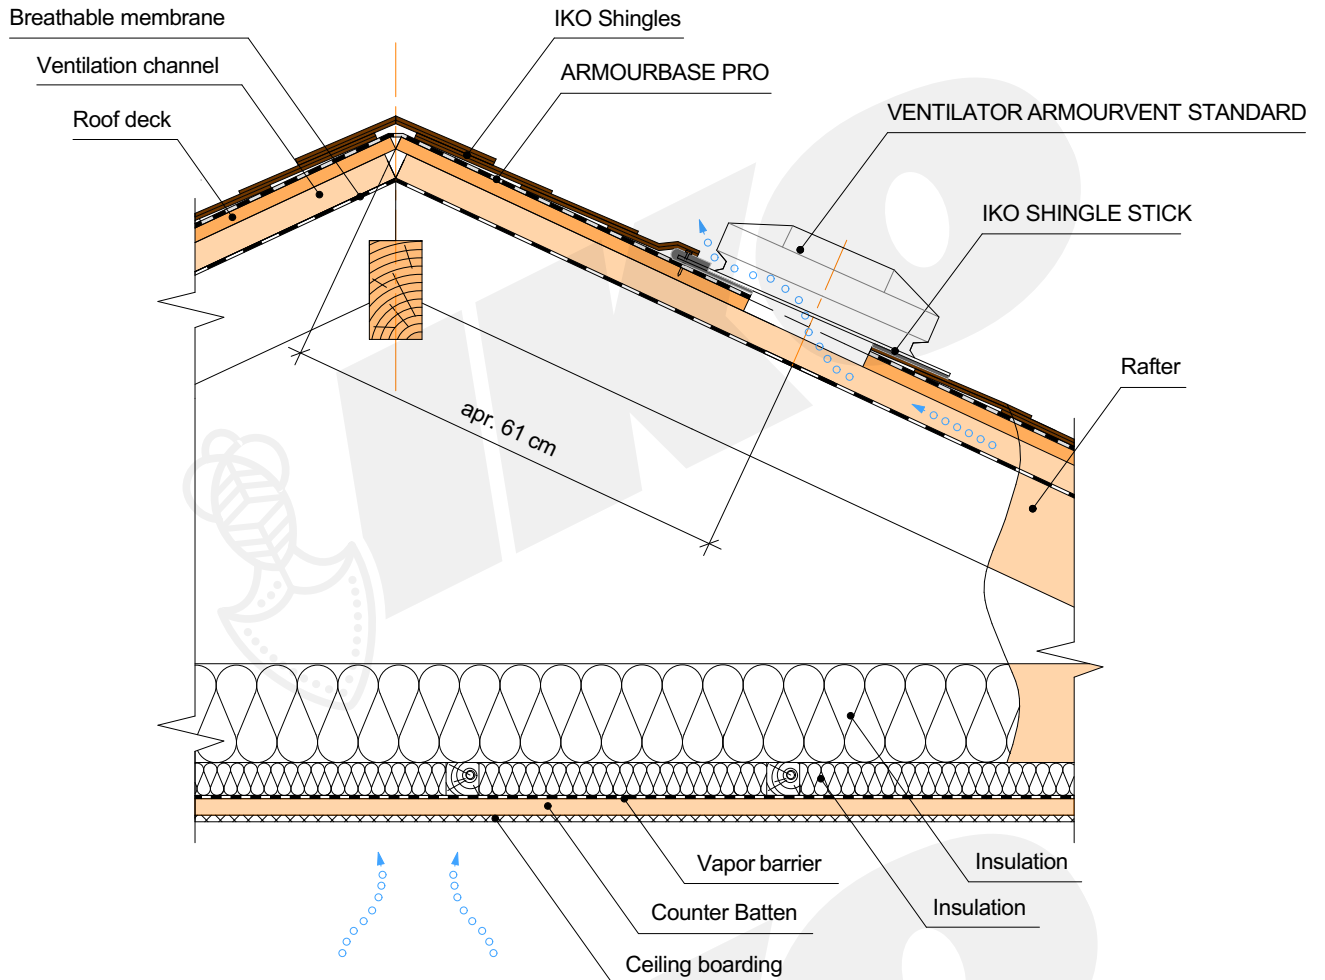 Breathable membrane
IKO Shingles
Ventilation channel
ARMOURBASE PRO
Roof deck
VENTILATOR ARMOURVENT STANDARD
IKO SHINGLE STICK
Rafter
apr. 61 cm
Vapor barrier
Insulation
Counter Batten
Insulation
Ceiling boarding
IKO